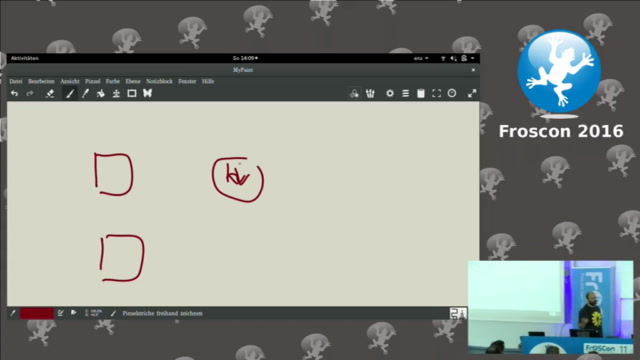 Aktivitäten So 14:09
MyPaint
Datei Bearbeiten Ansicht Pinsel Farbe Ebene Notizblock Fenster Hilfe
Pinselstriche freihand zeichnen
Froscon 2016
FrOSCon 11